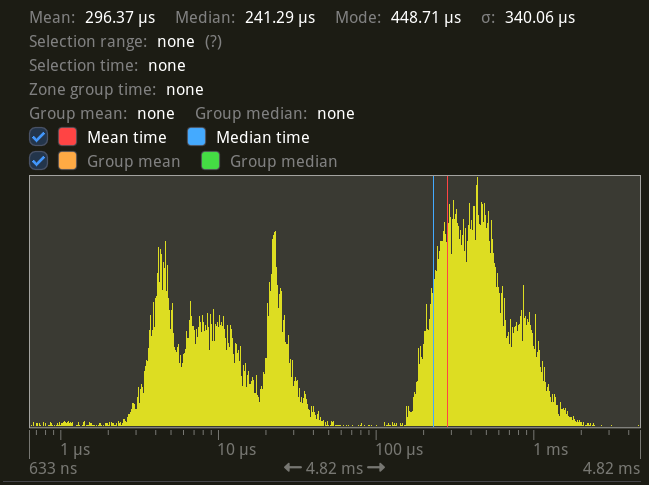 Mean: 296.37 µs Median: 241.29 µs Mode: 448.71 µs σ: 340.06 µs
Selection range: none (?)
Selection time: none
Zone group time: none
Group mean: none Group median: none
Mean time Median time
Group mean Group median
1 µs 10 µs 100 µs 1 ms
633 ns 4.82 ms 4.82 ms